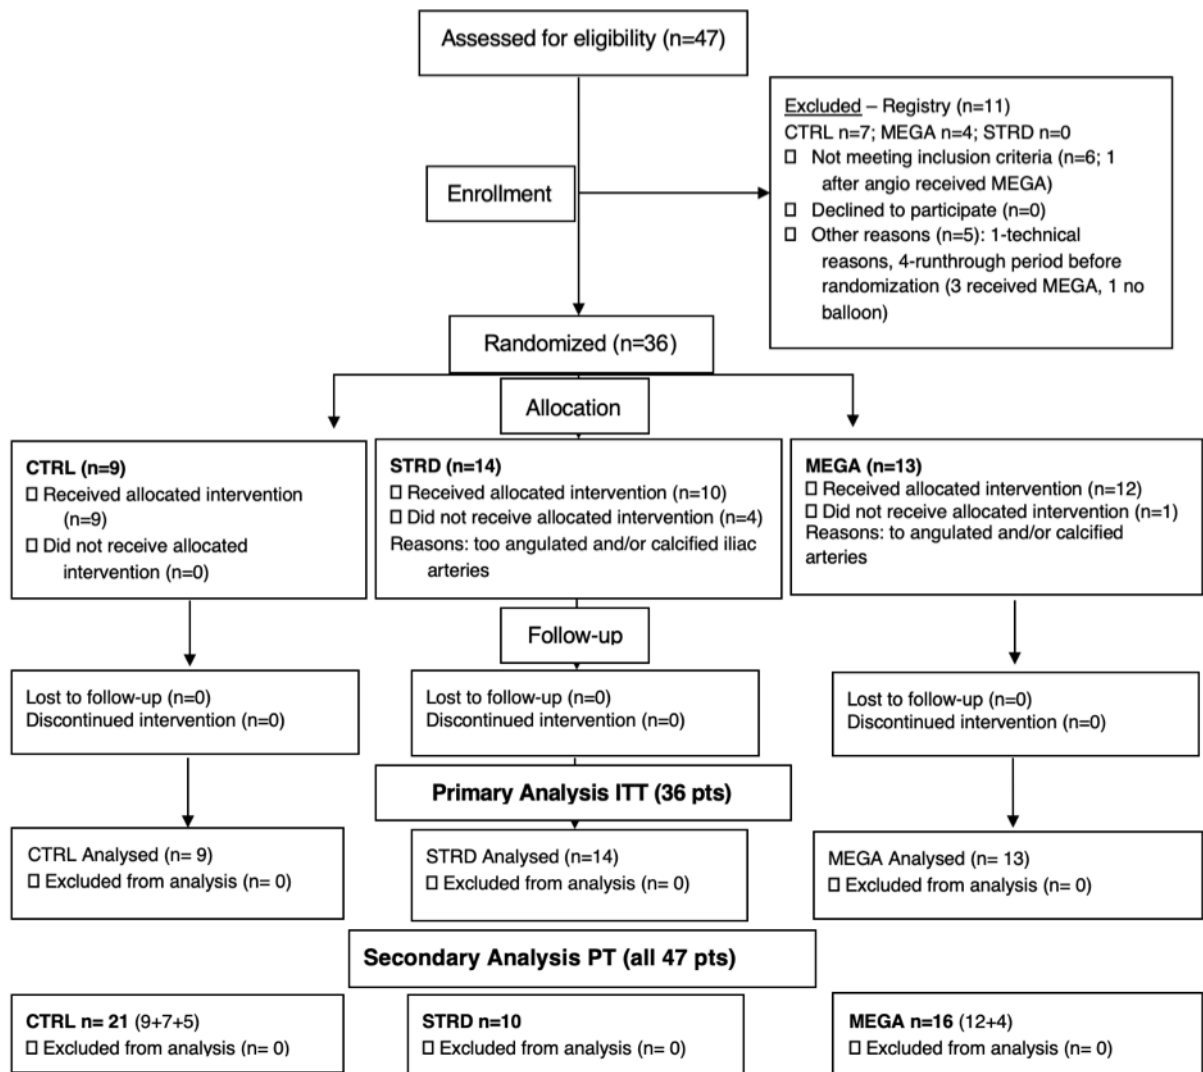 Assessed for eligibility (n=47)
Excluded – Registry (n=11)
CTRL n=7; MEGA n=4; STRD n=0
☐ Not meeting inclusion criteria (n=6; 1
after angio received MEGA)
☐ Declined to participate (n=0)
☐ Other reasons (n=5): 1-technical
reasons, 4-runthrough period before
randomization (3 received MEGA, 1 no
balloon)
Enrollment
Randomized (n=36)
Allocation
CTRL (n=9)
☐ Received allocated intervention
(n=9)
☐ Did not receive allocated
intervention (n=0)
STRD (n=14)
☐ Received allocated intervention (n=10)
☐ Did not receive allocated intervention (n=4)
Reasons: too angulated and/or calcified iliac
arteries
MEGA (n=13)
☐ Received allocated intervention (n=12)
☐ Did not receive allocated intervention (n=1)
Reasons: to angulated and/or calcified
arteries
Follow-up
Lost to follow-up (n=0)
Discontinued intervention (n=0)
Lost to follow-up (n=0)
Discontinued intervention (n=0)
Lost to follow-up (n=0)
Discontinued intervention (n=0)
Primary Analysis ITT (36 pts)
CTRL Analysed (n= 9)
☐ Excluded from analysis (n= 0)
STRD Analysed (n=14)
☐ Excluded from analysis (n= 0)
MEGA Analysed (n= 13)
☐ Excluded from analysis (n= 0)
Secondary Analysis PT (all 47 pts)
CTRL n= 21 (9+7+5)
☐ Excluded from analysis (n= 0)
STRD n=10
☐ Excluded from analysis (n= 0)
MEGA n=16 (12+4)
☐ Excluded from analysis (n= 0)